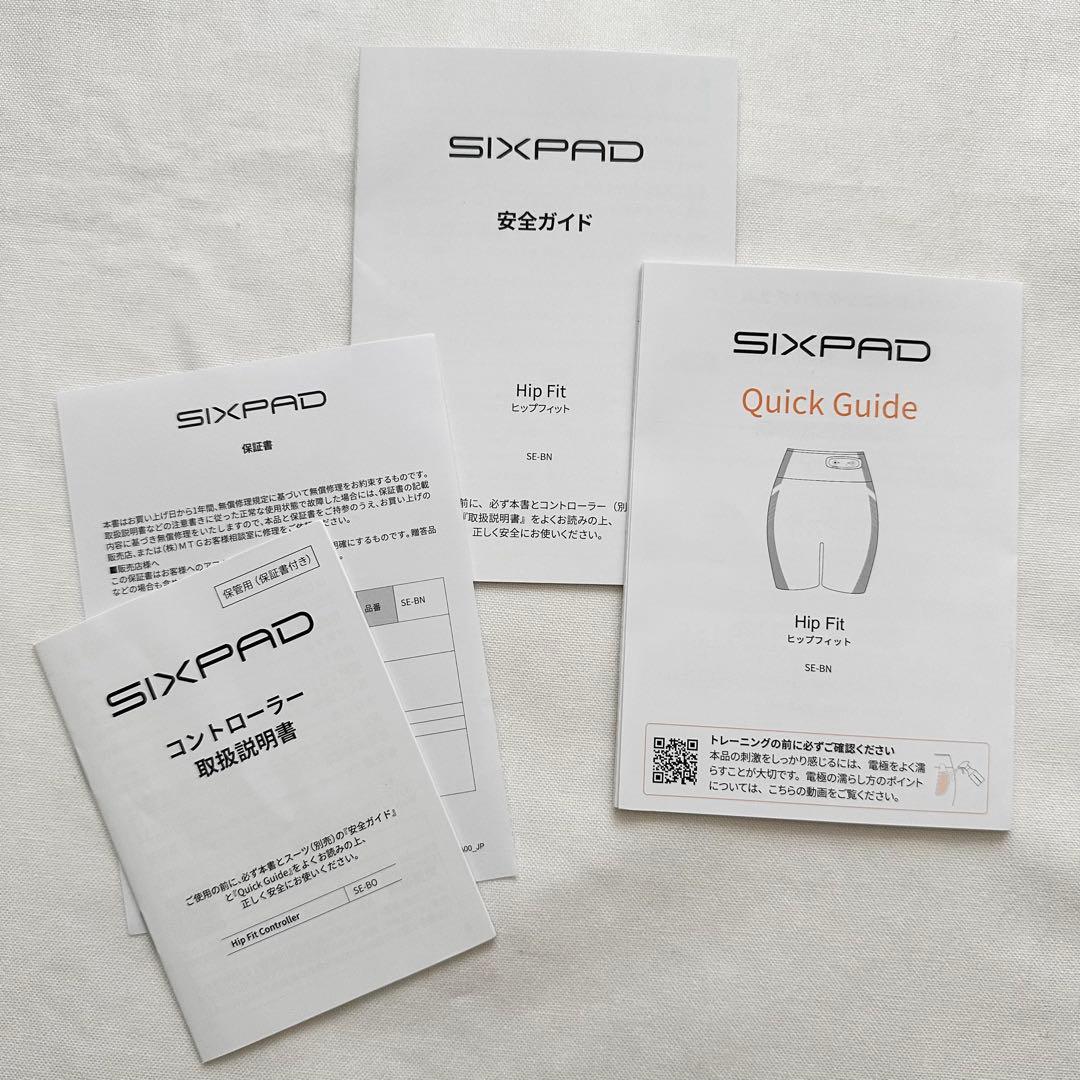 SIXPAD
安全ガイド
Hip Fit
ヒップフィット
SE-BN
前に、必ず本書とコントローラー（別
『取扱説明書』をよくお読みの上、
正しく安全にお使いください。
SIXPAD
Quick Guide
Hip Fit
ヒップフィット
SE-BN
トレーニングの前に必ずご確認ください
本品の刺激をしっかり感じるには、電極をよく濡
らすことが大切です。電極の濡らし方のポイント
については、こちらの動画をご覧ください。
SIXPAD
保証書
本書はお買い上げ日から1年間、無償修理規定に基づいて無償修理をお約束するものです。
取扱説明書などの注意書きに従った正常な使用状態で故障した場合には、保証書の記載
内容に基づき無償修理をいたしますので、本品と保証書をご持参のうえ、お買い上げの
販売店、または(株)MTGお客様相談室に修理をご依頼ください。
■販売店様へ
この保証書はお客様へのア
明確にするものです。贈答品
などの場合も含め
品番 SE-BN
A00_JP
保管用（保証書付き）
SIXPAD
コントローラー
取扱説明書
ご使用の前に、必ず本書とスーツ（別売）の『安全ガイド』
と『Quick Guide』をよくお読みの上、
正しく安全にお使いください。
Hip Fit Controller SE-BO